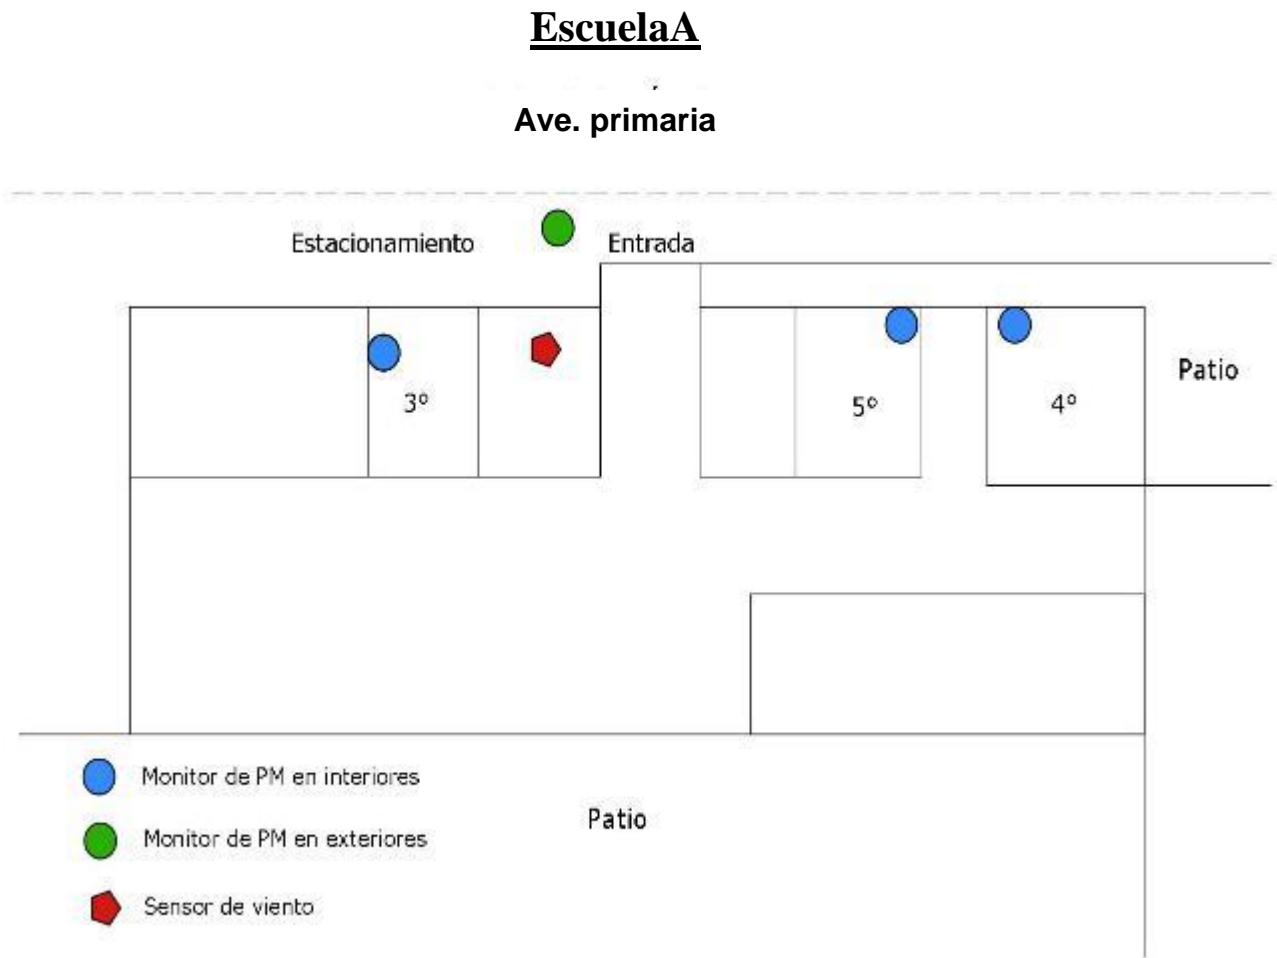 EscuelaA
Ave. primaria
Estacionamiento
Entrada
Patio
3º
5º
4º
Monitor de PM en interiores
Patio
Monitor de PM en exteriores
Sensor de viento